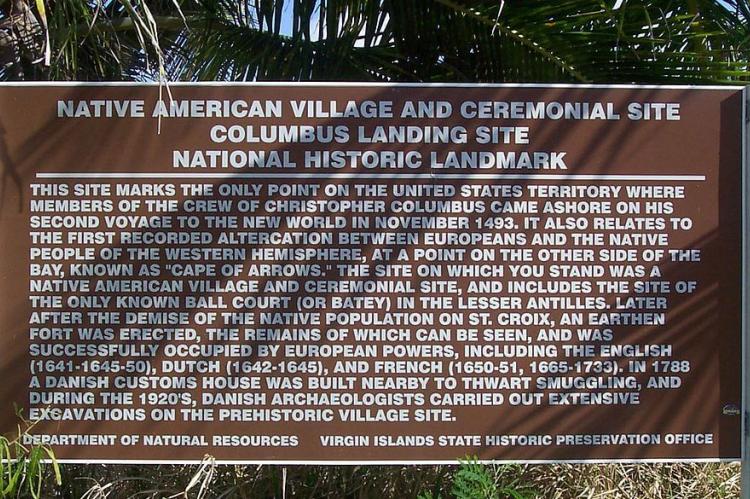 NATIVE AMERICAN VILLAGE AND CEREMONIAL SITE
COLUMBUS LANDING SITE
NATIONAL HISTORIC LANDMARK
THIS SITE MARKS THE ONLY POINT ON THE UNITED STATES TERRITORY WHERE
MEMBERS OF THE CREW OF CHRISTOPHER COLUMBUS CAME ASHORE ON HIS
SECOND VOYAGE TO THE NEW WORLD IN NOVEMBER 1493. IT ALSO RELATES TO
THE FIRST RECORDED ALTERCATION BETWEEN EUROPEANS AND THE NATIVE
PEOPLE OF THE WESTERN HEMISPHERE, AT A POINT ON THE OTHER SIDE OF THE
BAY, KNOWN AS "CAPE OF ARROWS." THE SITE ON WHICH YOU STAND WAS A
NATIVE AMERICAN VILLAGE AND CEREMONIAL SITE, AND INCLUDES THE SITE OF
THE ONLY KNOWN BALL COURT (OR BATEY) IN THE LESSER ANTILLES. LATER
AFTER THE DEMISE OF THE NATIVE POPULATION ON ST. CROIX, AN EARTHEN
FORT WAS ERECTED, THE REMAINS OF WHICH CAN BE SEEN, AND WAS
SUCCESSFULLY OCCUPIED BY EUROPEAN POWERS, INCLUDING THE ENGLISH
(1641-1645-50), DUTCH (1642-1645), AND FRENCH (1650-51, 1665-1733). IN 1788
A DANISH CUSTOMS HOUSE WAS BUILT NEARBY TO THWART SMUGGLING, AND
DURING THE 1920'S, DANISH ARCHAEOLOGISTS CARRIED OUT EXTENSIVE
EXCAVATIONS ON THE PREHISTORIC VILLAGE SITE.
DEPARTMENT OF NATURAL RESOURCES VIRGIN ISLANDS STATE HISTORIC PRESERVATION OFFICE